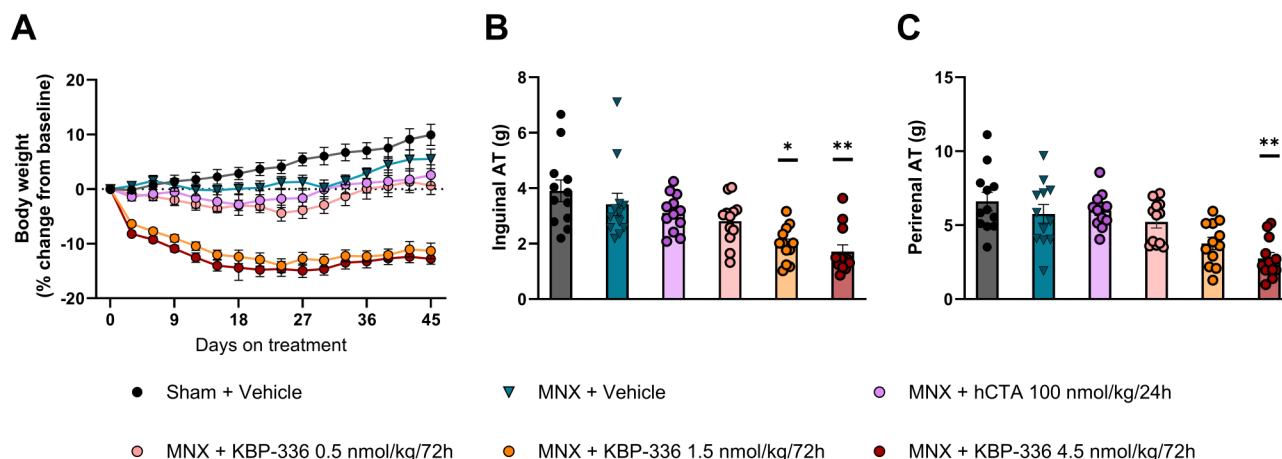 A
B
C
Body weight
(% change from baseline)
20
10
0
-10
-20
0
9
18
27
36
45
Days on treatment
Inguinal AT (g)
8
6
4
2
0
*
**
Perirenal AT (g)
15
10
5
0
**
Sham + Vehicle
MNX + Vehicle
MNX + hCTA 100 nmol/kg/24h
MNX + KBP-336 0.5 nmol/kg/72h
MNX + KBP-336 1.5 nmol/kg/72h
MNX + KBP-336 4.5 nmol/kg/72h